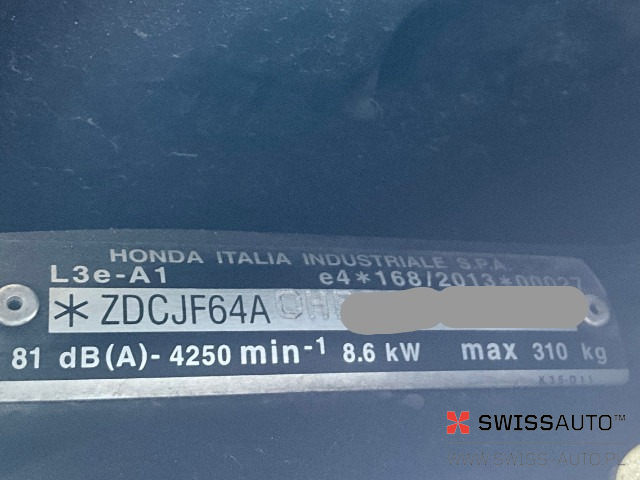 HONDA ITALIA INDUSTRIALE S.P.A.
L3e-A1 e4*168/2013*00027
*ZDCJF64A0H
81 dB(A)- 4250 min-1 8.6 kW max 310 kg
SWISSAUTO™